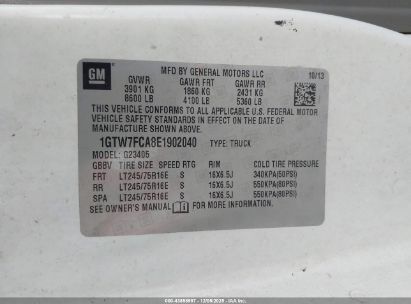 GM
MFD BY GENERAL MOTORS LLC 10/13
GVWR GAWR FRT GAWR RR
3901 KG 1860 KG 2431 KG
8600 LB 4100 LB 5360 LB
THIS VEHICLE CONFORMS TO ALL APPLICABLE U.S. FEDERAL MOTOR
VEHICLE SAFETY STANDARDS IN EFFECT ON THE DATE OF
MANUFACTURE SHOWN ABOVE.
1GTW7FCA8E1902040 TYPE: TRUCK
MODEL: G23405
GBBV TIRE SIZE SPEED RTG RIM COLD TIRE PRESSURE
FRT LT245/75R16E S 16X6.5J 340KPA(50PSI)
RR LT245/75R16E S 16X6.5J 550KPA(80PSI)
SPA LT245/75R16E S 16X6.5J 550KPA(80PSI)
SEE OWNER'S MANUAL FOR MORE INFORMATION.